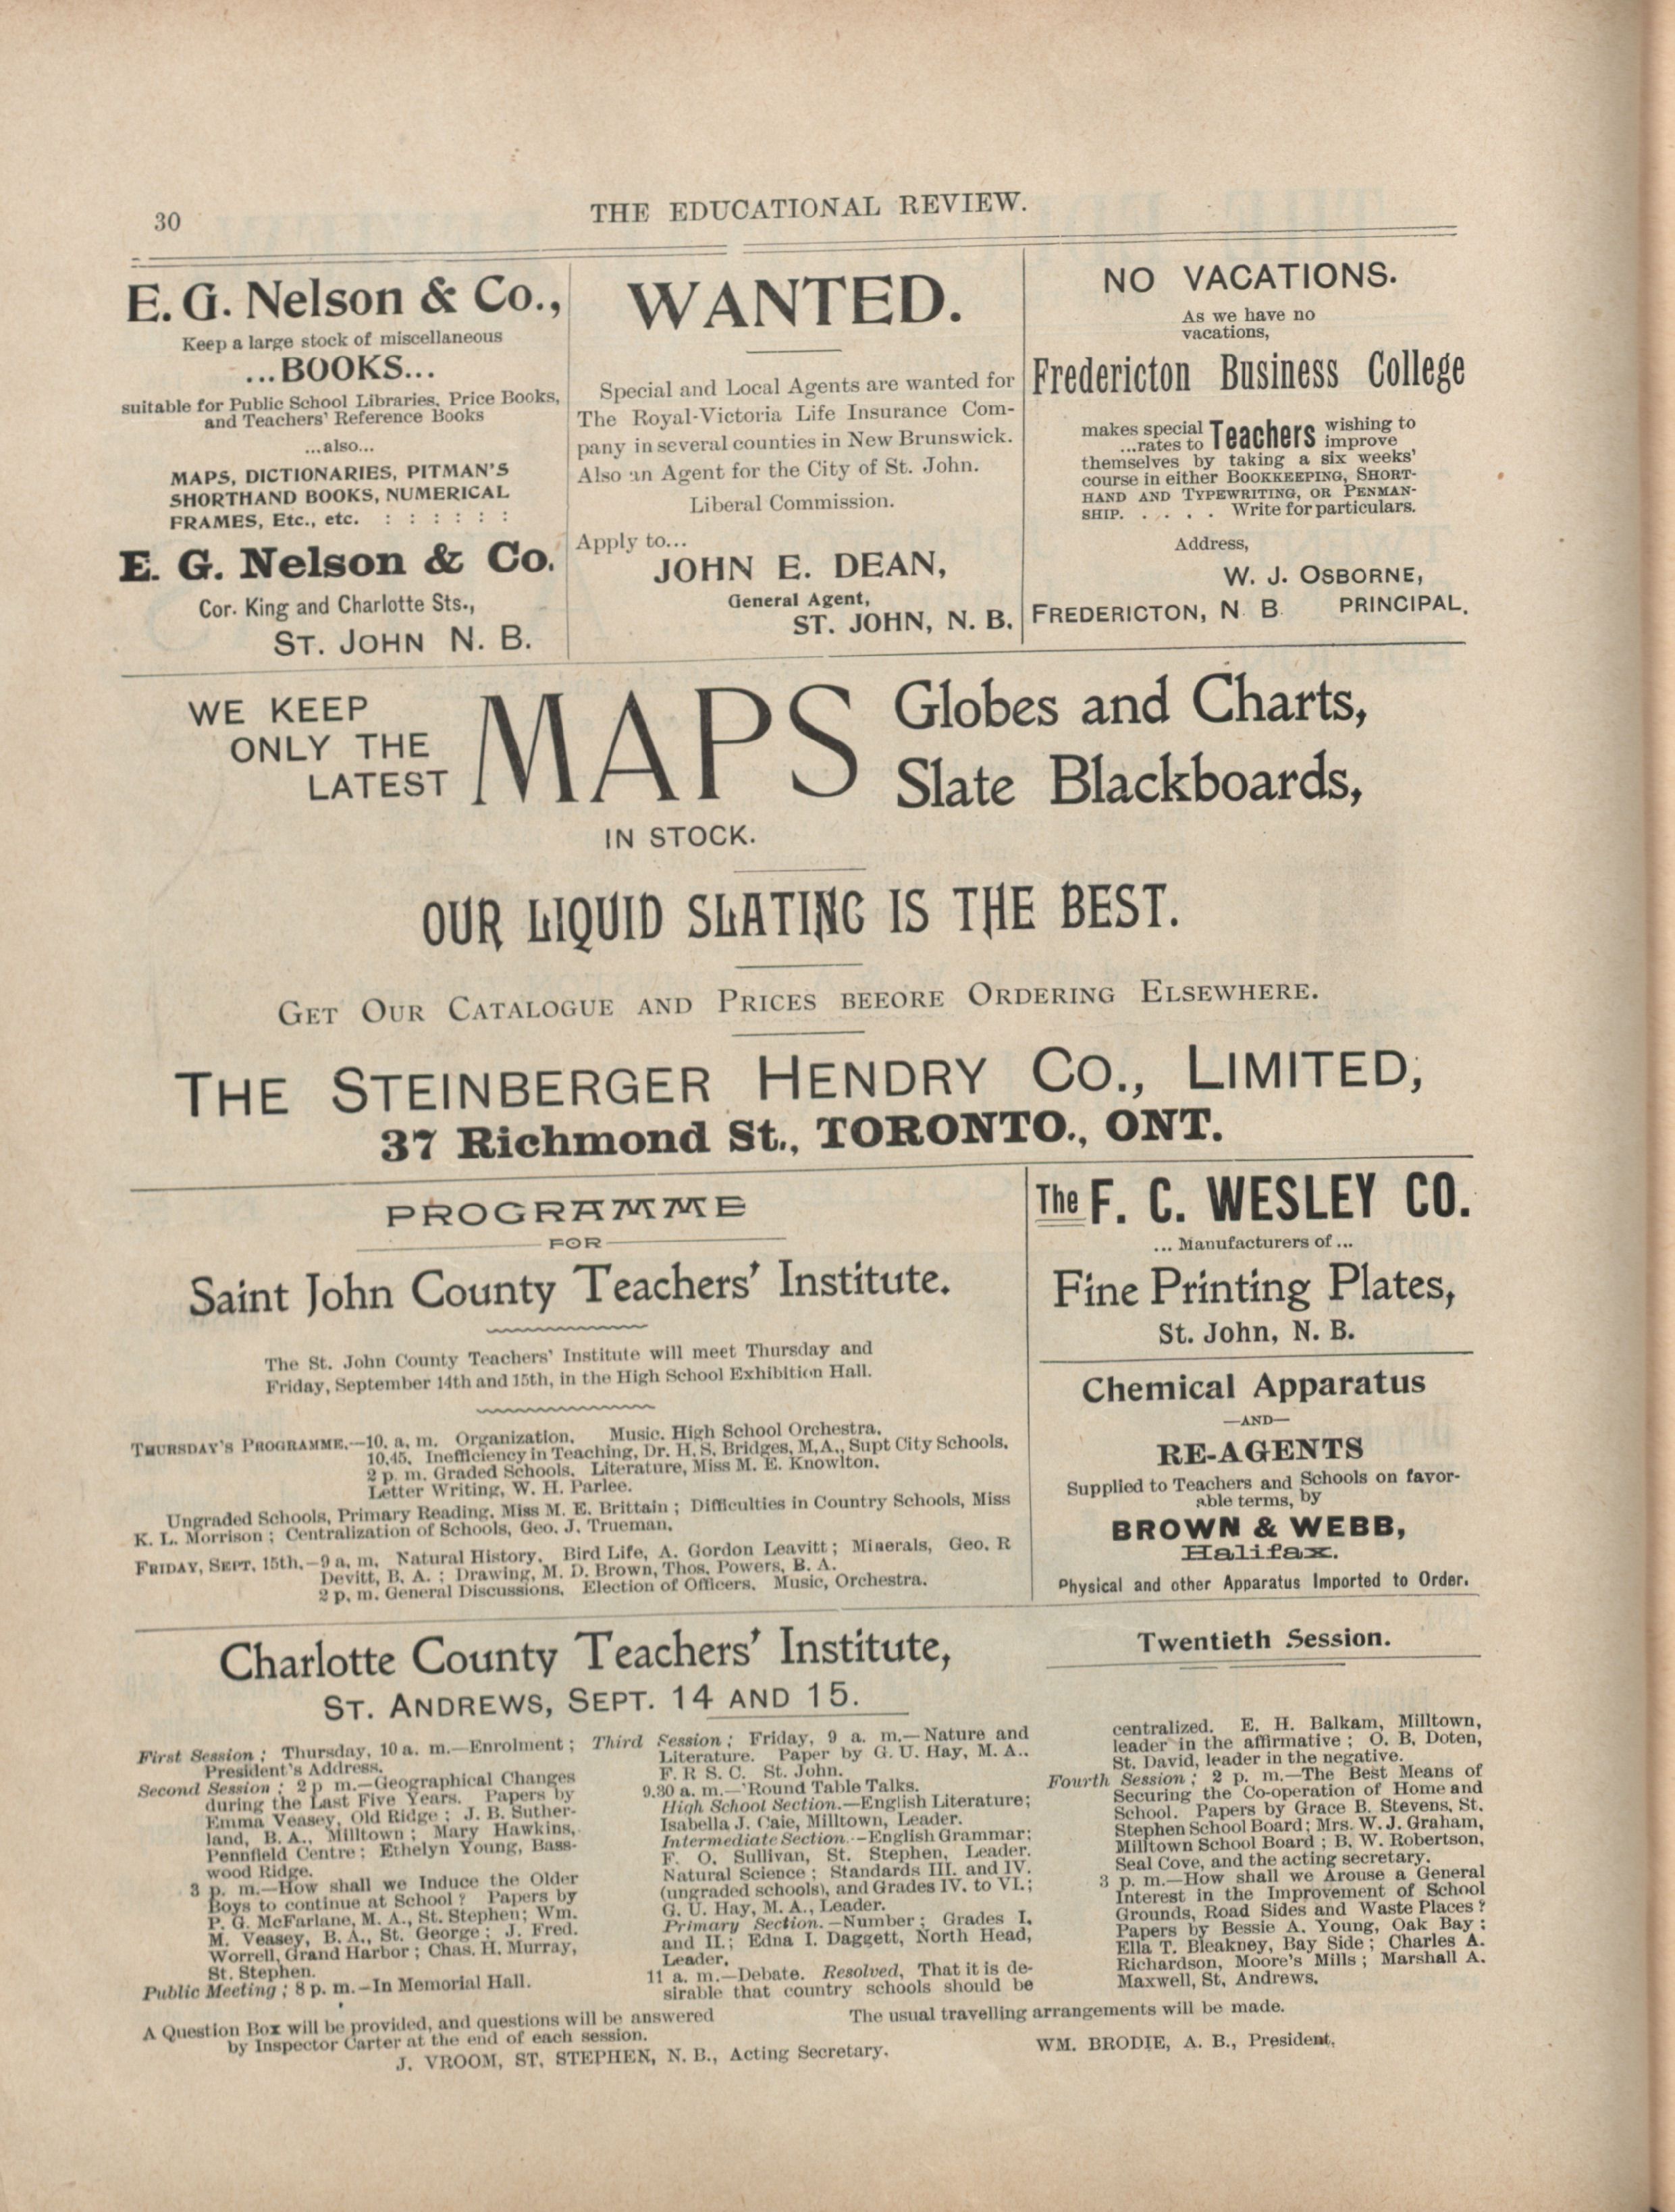 30
THE EDUCATIONAL REVIEW.
E. G. Nelson & Co.,
Keep a large stock of miscellaneous
...BOOKS...
suitable for Public School Libraries, Price Books,
and Teachers' Reference Books
...also...
MAPS, DICTIONARIES, PITMAN'S
SHORTHAND BOOKS, NUMERICAL
FRAMES, Etc., etc. : : : : : :
E. G. Nelson & Co.
Cor. King and Charlotte Sts.,
ST. JOHN N. B.
WANTED.
Special and Local Agents are wanted for
The Royal-Victoria Life Insurance Com-
pany in several counties in New Brunswick.
Also an Agent for the City of St. John.
Liberal Commission.
Apply to...
JOHN E. DEAN,
General Agent,
ST. JOHN, N. B.
NO VACATIONS.
As we have no
vacations,
Fredericton Business College
makes special Teachers wishing to
...rates to improve
themselves by taking a six weeks'
course in either BOOKKEEPING, SHORT-
HAND AND TYPEWRITING, OR PENMAN-
SHIP. . . . . Write for particulars.
Address,
W. J. OSBORNE,
FREDERICTON, N. B. PRINCIPAL.
WE KEEP
ONLY THE
LATEST
MAPS
IN STOCK.
Globes and Charts,
Slate Blackboards,
OUR LIQUID SLATING IS THE BEST.
GET OUR CATALOGUE AND PRICES BEEORE ORDERING ELSEWHERE.
THE STEINBERGER HENDRY CO., LIMITED,
37 Richmond St., TORONTO., ONT.
PROGRAMME
FOR
Saint John County Teachers' Institute.
The St. John County Teachers' Institute will meet Thursday and
Friday, September 14th and 15th, in the High School Exhibition Hall.
THURSDAY'S PROGRAMME.—10. a, m. Organization. Music. High School Orchestra.
10.45. Inefficiency in Teaching, Dr. H. S. Bridges, M.A., Supt City Schools.
2 p. m. Graded Schools. Literature, Miss M. E. Knowlton.
Letter Writing, W. H. Parlee.
Ungraded Schools, Primary Reading, Miss M. E. Brittain ; Difficulties in Country Schools, Miss
K. L. Morrison ; Centralization of Schools, Geo. J. Trueman.
FRIDAY, SEPT. 15th.—9 a, m. Natural History. Bird Life, A. Gordon Leavitt ; Minerals, Geo. R
Devitt, B. A. ; Drawing, M. D. Brown, Thos. Powers, B. A.
2 p. m. General Discussions. Election of Officers. Music, Orchestra.
The F. C. WESLEY CO.
... Manufacturers of ...
Fine Printing Plates,
St. John, N. B.
Chemical Apparatus
—AND—
RE-AGENTS
Supplied to Teachers and Schools on favor-
able terms, by
BROWN & WEBB,
Halifax.
Physical and other Apparatus Imported to Order.
Charlotte County Teachers' Institute,
ST. ANDREWS, SEPT. 14 AND 15.
Twentieth Session.
First Session ; Thursday, 10 a. m.—Enrolment ;
President's Address.
Second Session ; 2 p m.—Geographical Changes
during the Last Five Years. Papers by
Emma Veasey, Old Ridge ; J. B. Suther-
land, B. A., Milltown ; Mary Hawkins,
Pennfield Centre ; Ethelyn Young, Bass-
wood Ridge.
3 p. m.—How shall we Induce the Older
Boys to continue at School ? Papers by
P. G. McFarlane, M. A., St. Stephen; Wm.
M. Veasey, B. A., St. George ; J. Fred.
Worrell, Grand Harbor ; Chas. H. Murray,
St. Stephen.
Public Meeting ; 8 p. m.—In Memorial Hall.
Third Session ; Friday, 9 a. m.—Nature and
Literature. Paper by G. U. Hay, M. A..
F. R S. C. St. John.
9.30 a. m.—'Round Table Talks.
High School Section.—English Literature;
Isabella J. Caie, Milltown, Leader.
Intermediate Section.—English Grammar;
F. O. Sullivan, St. Stephen, Leader.
Natural Science ; Standards III. and IV.
(ungraded schools), and Grades IV. to VI.;
G. U. Hay, M. A., Leader.
Primary Section.—Number ; Grades I.
and II.; Edna I. Daggett, North Head,
Leader.
11 a. m.—Debate. Resolved, That it is de-
sirable that country schools should be
centralized. E. H. Balkam, Milltown,
leader in the affirmative ; O. B. Doten,
St. David, leader in the negative.
Fourth Session ; 2 p. m.—The Best Means of
Securing the Co-operation of Home and
School. Papers by Grace B. Stevens, St.
Stephen School Board; Mrs. W. J. Graham,
Milltown School Board ; B. W. Robertson,
Seal Cove, and the acting secretary.
3 p. m.—How shall we Arouse a General
Interest in the Improvement of School
Grounds, Road Sides and Waste Places ?
Papers by Bessie A. Young, Oak Bay ;
Ella T. Bleakney, Bay Side ; Charles A.
Richardson, Moore's Mills ; Marshall A.
Maxwell, St. Andrews.
A Question Box will be provided, and questions will be answered
by Inspector Carter at the end of each session.
J. VROOM, ST. STEPHEN, N. B., Acting Secretary.
The usual travelling arrangements will be made.
WM. BRODIE, A. B., President.